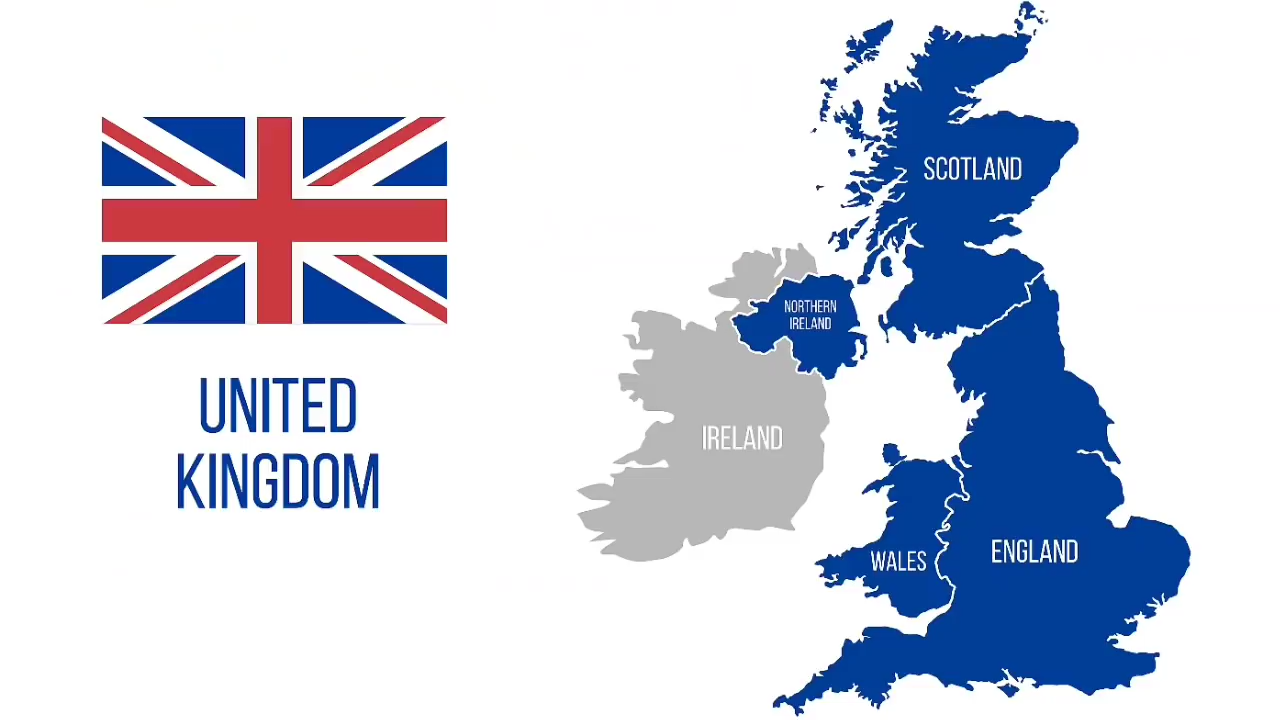 UNITED
KINGDOM
SCOTLAND
NORTHERN
IRELAND
IRELAND
WALES
ENGLAND